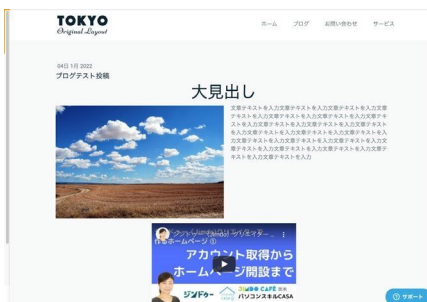 TOKYO
Original Layout
ホーム ブログ お問い合わせ サービス
04日 1月 2022
ブログテスト投稿
大見出し
文章テキストを入力文章テキストを入力文章テキストを入力文章
テキストを入力文章テキストを入力文章テキストを入力文章テキ
ストを入力文章テキストを入力文章テキストを入力文章テキスト
を入力文章テキストを入力文章テキストを入力文章テキストを入
力文章テキストを入力文章テキストを入力文章テキストを入力文
章テキストを入力文章テキストを入力文章テキストを入力文章テ
キストを入力文章テキストを入力
ホームページ ①
アカウント取得から
ホームページ開設まで
ジンドゥー
JIMDO CAFE
パソコンスキルCASA
サポート